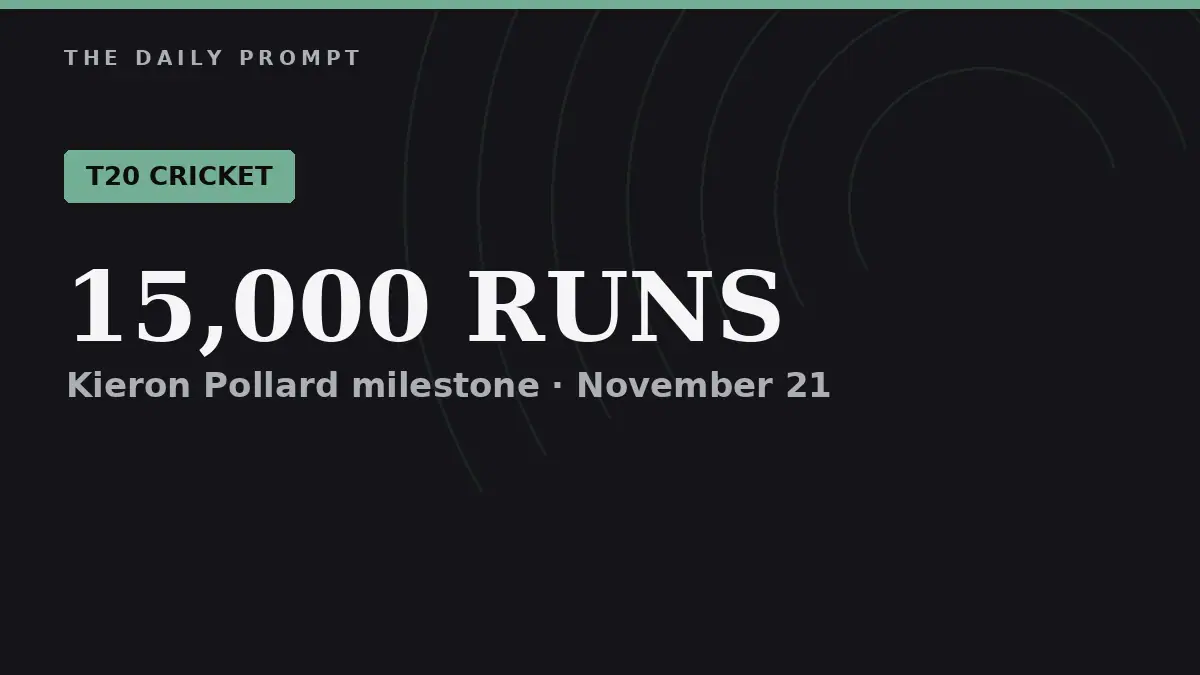 THE DAILY PROMPT
T20 CRICKET
15,000 RUNS
Kieron Pollard milestone · November 21